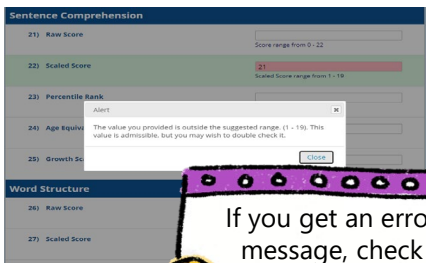 Sentence Comprehension
21) Raw Score
Score range from 0 - 22
22) Scaled Score
21
Scaled Score range from 1 - 19
23) Percentile Rank
Alert
The value you provided is outside the suggested range. (1 - 19). This
value is admissible, but you may wish to double check it.
24) Age Equiva
Close
25) Growth Sc
Word Structure
26) Raw Score
27) Scaled Score
If you get an erro
message, check